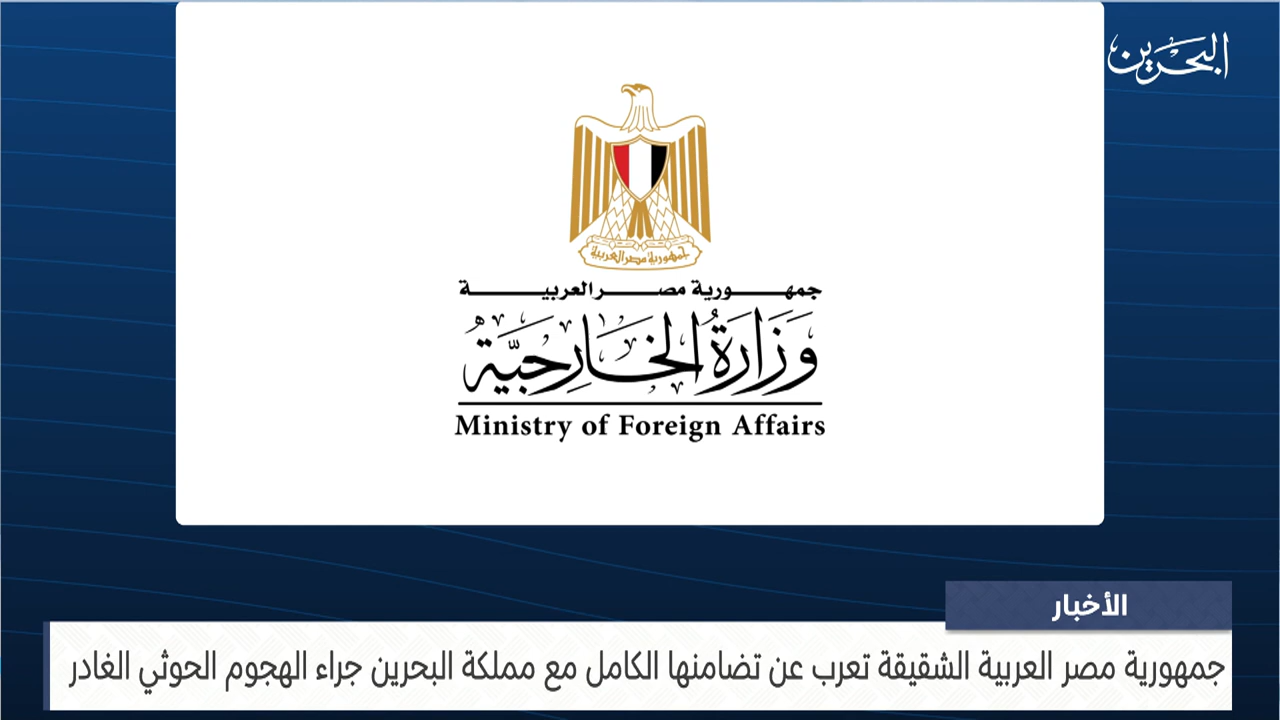 البحرين
جمهورية مصر العربية
جمهورية مصر العربية
وزارة الخارجية
Ministry of Foreign Affairs
الأخبار
جمهورية مصر العربية الشقيقة تعرب عن تضامنها الكامل مع مملكة البحرين جراء الهجوم الحوثي الغادر